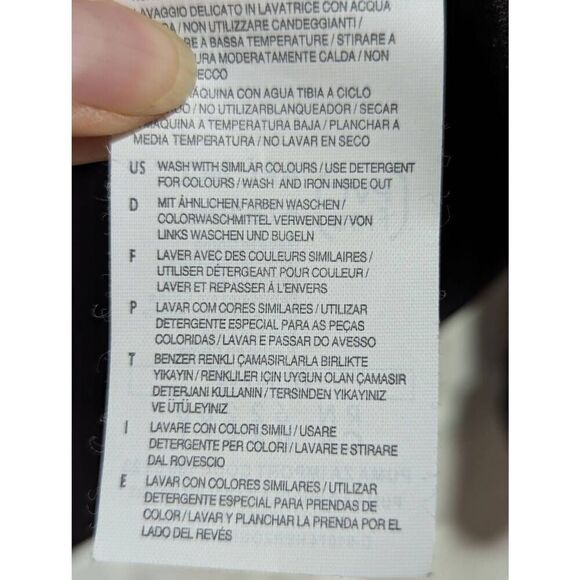 LAVAGGIO DELICATO IN LAVATRICE CON ACQUA
/ NON UTILIZZARE CANDEGGIANTI /
A BASSA TEMPERATURE / STIRARE A
MODERATAMENTE CALDA / NON
SECCO
CON AGUA TIBIA A CICLO
/ NO UTILIZARBLANQUEADOR / SECAR
MÁQUINA A TEMPERATURA BAJA / PLANCHAR A
MEDIA TEMPERATURA / NO LAVAR EN SECO
US WASH WITH SIMILAR COLOURS / USE DETERGENT
FOR COLOURS / WASH AND IRON INSIDE OUT
D MIT ÄHNLICHEN FARBEN WASCHEN /
COLORWASCHMITTEL VERWENDEN / VON
LINKS WASCHEN UND BUGELN
F LAVER AVEC DES COULEURS SIMILAIRES /
UTILISER DÉTERGEANT POUR COULEUR /
LAVER ET REPASSER À L'ENVERS
P LAVAR COM CORES SIMILARES / UTILIZAR
DETERGENTE ESPECIAL PARA AS PEÇAS
COLORIDAS / LAVAR E PASSAR DO AVESSO
T BENZER RENKLI ÇAMASIRLARLA BIRLIKTE
YIKAYIN / RENKLILER IÇIN UYGUN OLAN ÇAMASIR
DETERJANI KULLANIN / TERSINDEN YIKAYINIZ
VE ÜTÜLEYINIZ
I LAVARE CON COLORI SIMILI / USARE
DETERGENTE PER COLORI / LAVARE E STIRARE
DAL ROVESCIO
E LAVAR CON COLORES SIMILARES / UTILIZAR
DETERGENTE ESPECIAL PARA PRENDAS DE
COLOR / LAVAR Y PLANCHAR LA PRENDA POR EL
LADO DEL REVÉS